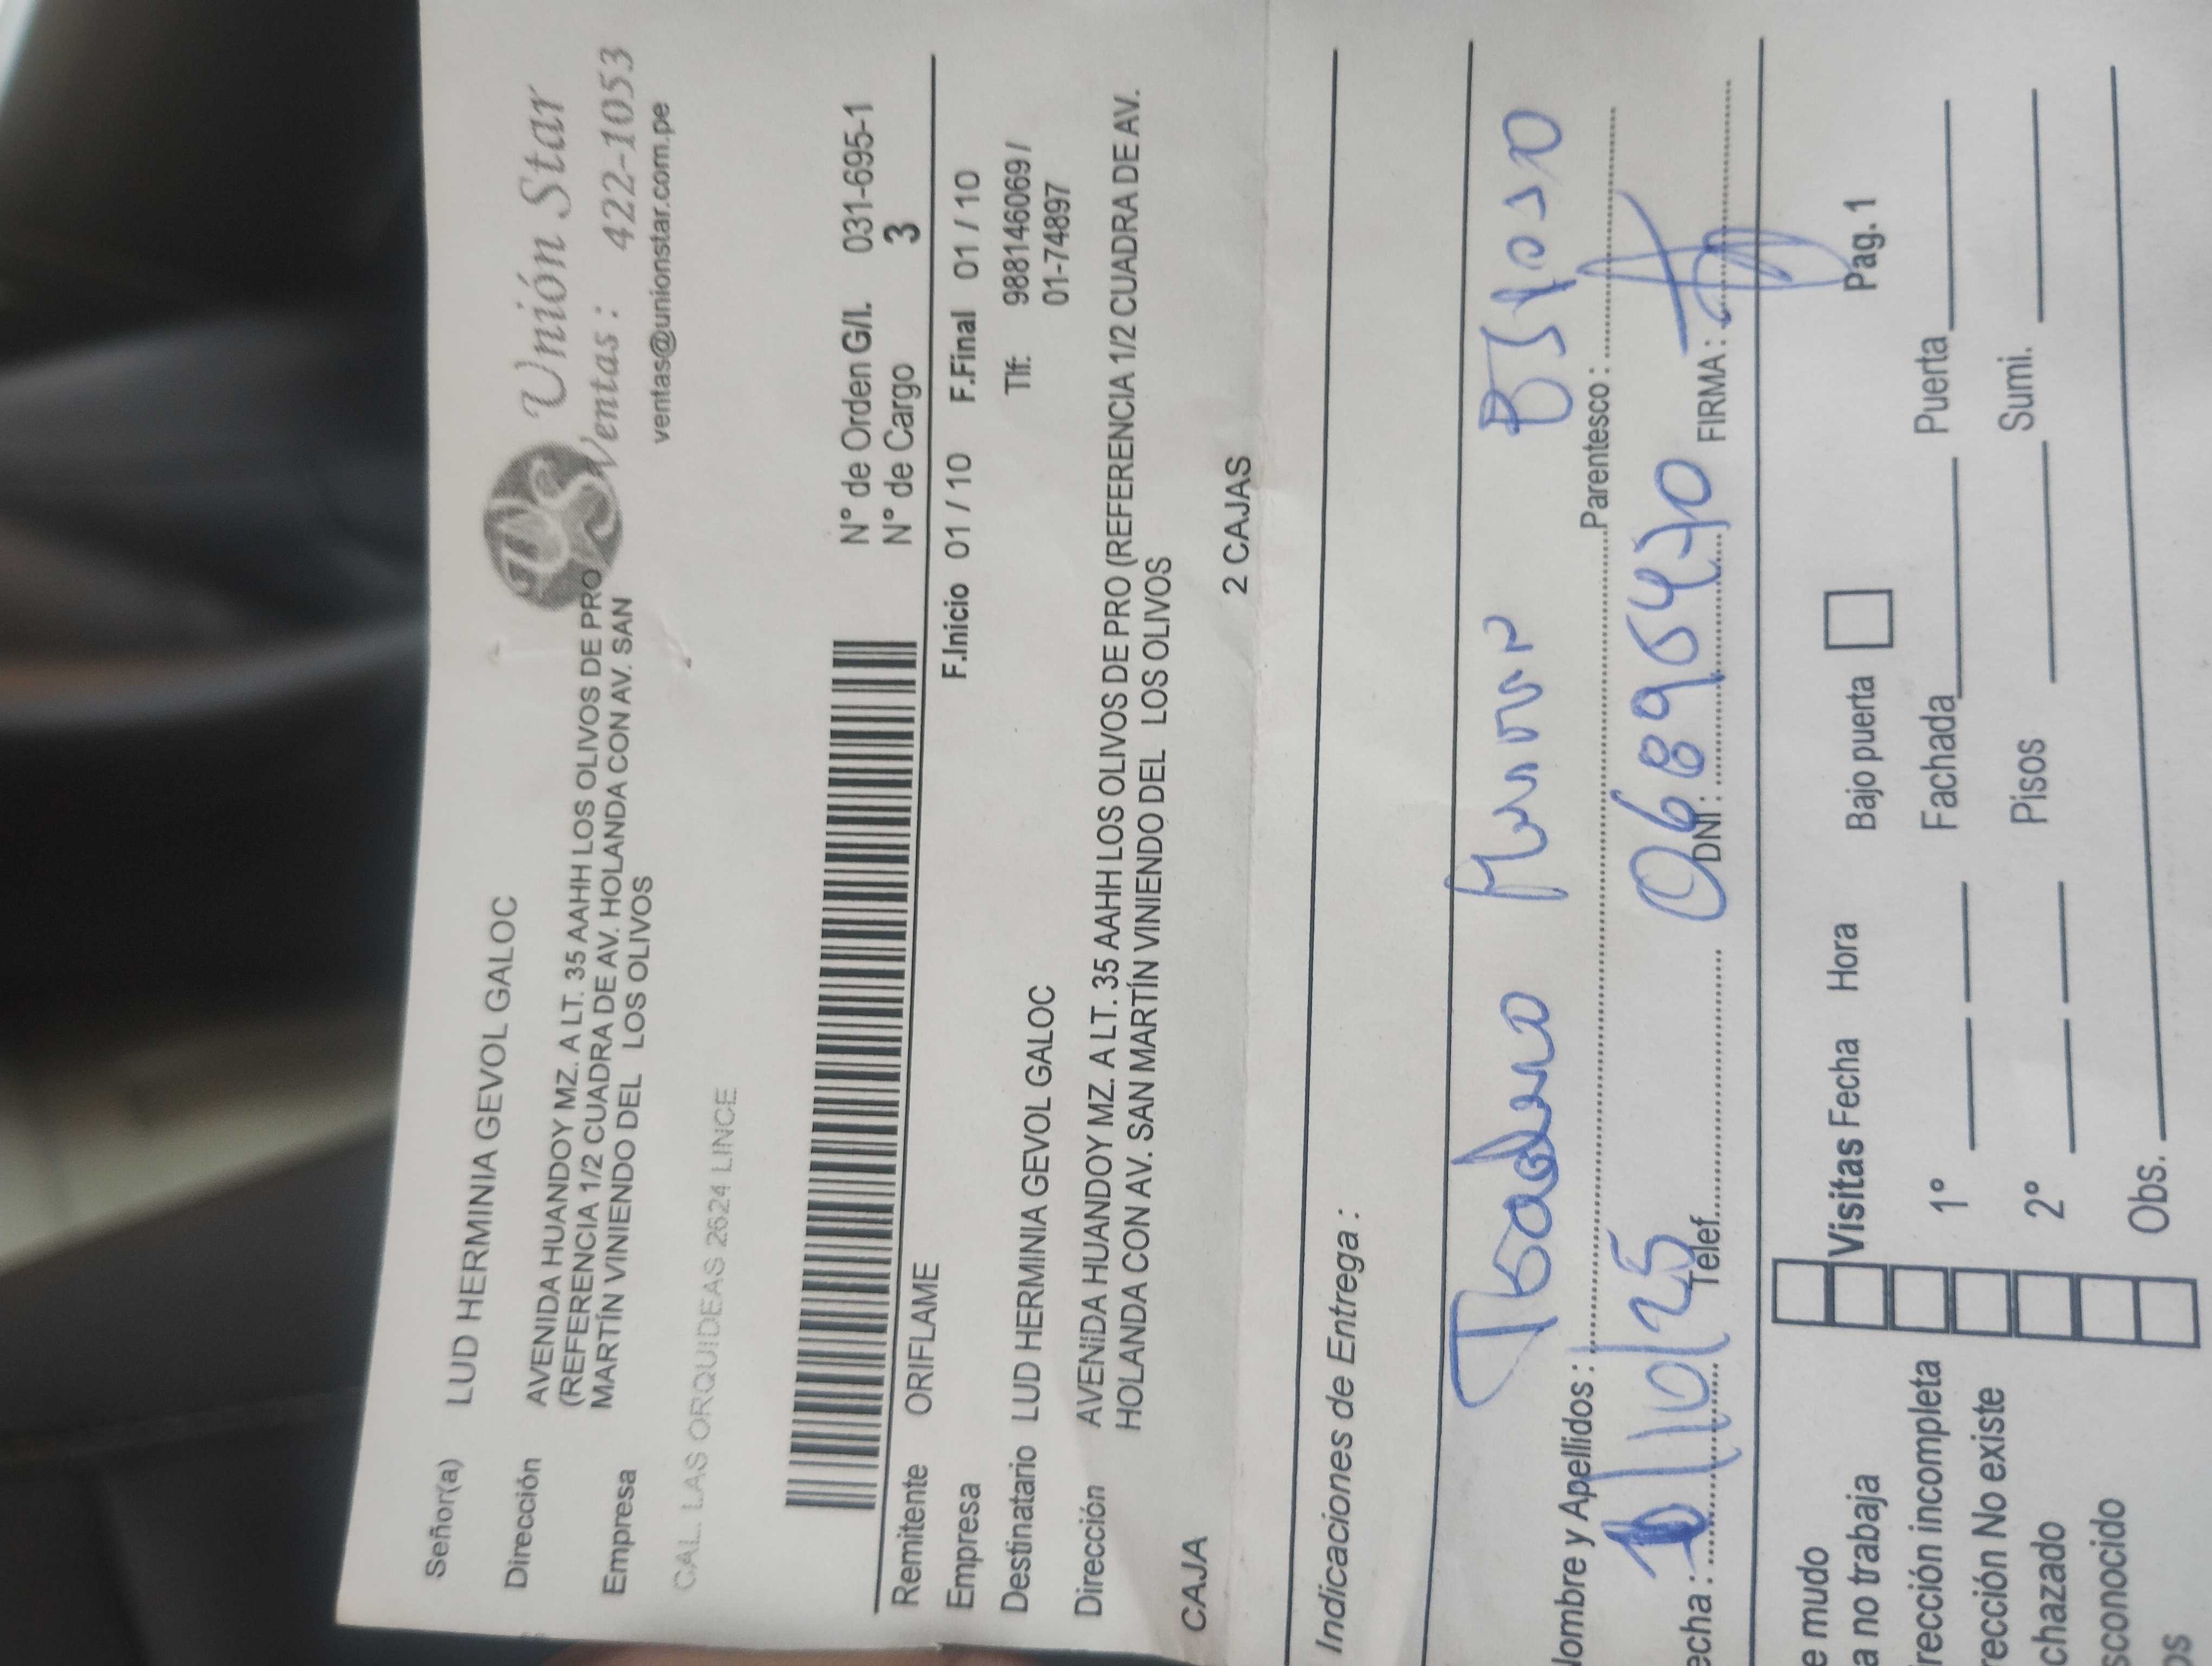 Señor(a) LUD HERMINIA GEVOL GALOC
Unión Star
Ventas : 422-1053
ventas@unionstar.com.pe
Dirección AVENIDA HUANDOY MZ. A LT. 35 AAHH LOS OLIVOS DE PRO
(REFERENCIA 1/2 CUADRA DE AV. HOLANDA CON AV. SAN
Empresa MARTÍN VINIENDO DEL LOS OLIVOS
CAL. LAS ORQUIDEAS 2624 LINCE
N° de Orden G/I. 031-695-1
N° de Cargo 3
Remitente ORIFLAME
Empresa F.Inicio 01 / 10 F.Final 01 / 10
Destinatario LUD HERMINIA GEVOL GALOC Tlf: 988146069 /
01-74897
Dirección AVENIDA HUANDOY MZ. A LT. 35 AAHH LOS OLIVOS DE PRO (REFERENCIA 1/2 CUADRA DE AV.
HOLANDA CON AV. SAN MARTÍN VINIENDO DEL LOS OLIVOS
CAJA 2 CAJAS
Indicaciones de Entrega :
ombre y Apellidos : Parentesco :
echa : /10/25 Telef. DNI : 06896470 FIRMA :
e mudo
a no trabaja
rección incompleta
rección No existe
chazado
sconocido
os
Visitas Fecha Hora Bajo puerta Pag. 1
1° Fachada Puerta
2° Pisos Sumi.
Obs.